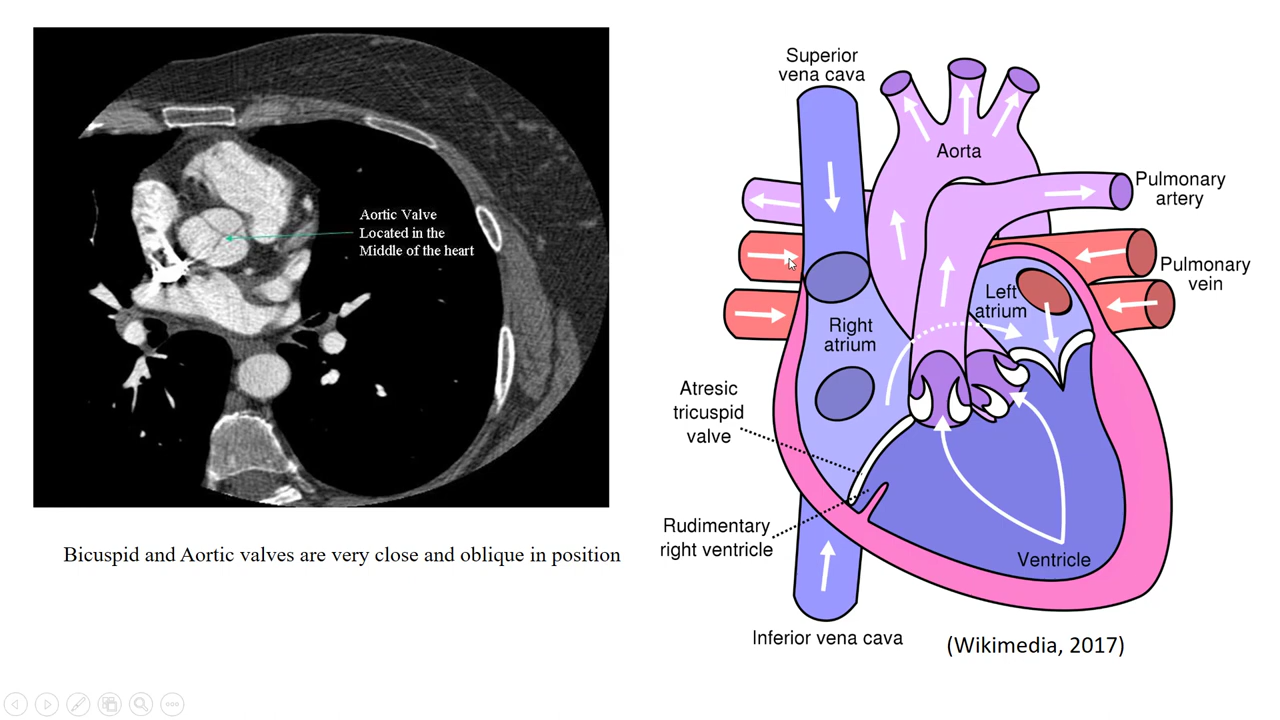 Aortic Valve
Located in the
Middle of the heart
Bicuspid and Aortic valves are very close and oblique in position
Superior
vena cava
Aorta
Pulmonary
artery
Pulmonary
vein
Left
atrium
Right
atrium
Atresic
tricuspid
valve
Rudimentary
right ventricle
Ventricle
Inferior vena cava
(Wikimedia, 2017)